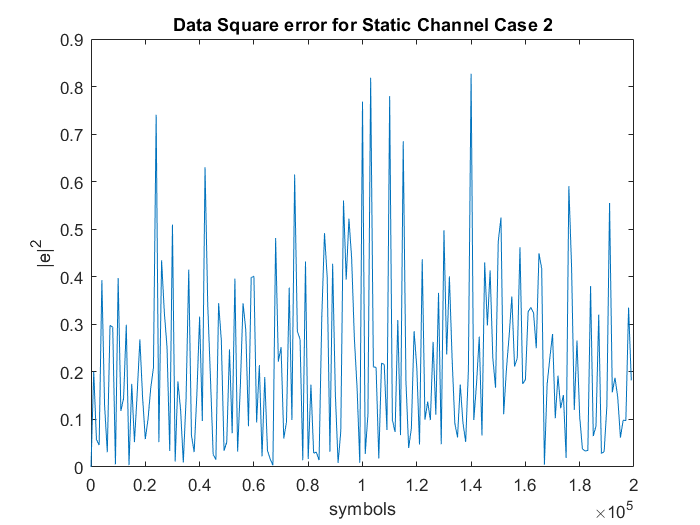 Data Square error for Static Channel Case 2
0.9
0.8
0.7
0.6
0.5
0.4
0.3
0.2
0.1
0
|e|²
0 0.2 0.4 0.6 0.8 1 1.2 1.4 1.6 1.8 2
symbols
×10⁵